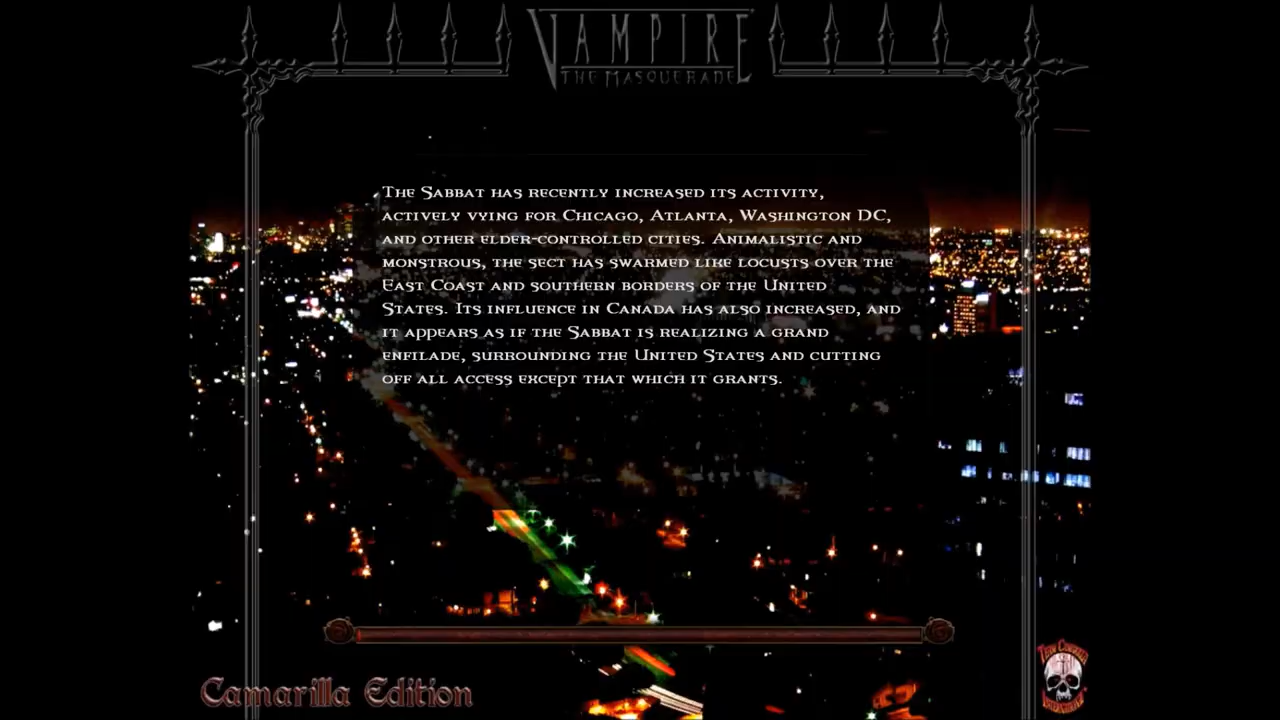 VAMPIRE
THE MASQUERADE
The Sabbat has recently increased its activity,
actively vying for Chicago, Atlanta, Washington DC,
and other elder-controlled cities. Animalistic and
monstrous, the sect has swarmed like locusts over the
East Coast and southern borders of the United
States. Its influence in Canada has also increased, and
it appears as if the Sabbat is realizing a grand
enfilade, surrounding the United States and cutting
off all access except that which it grants.
Camarilla Edition